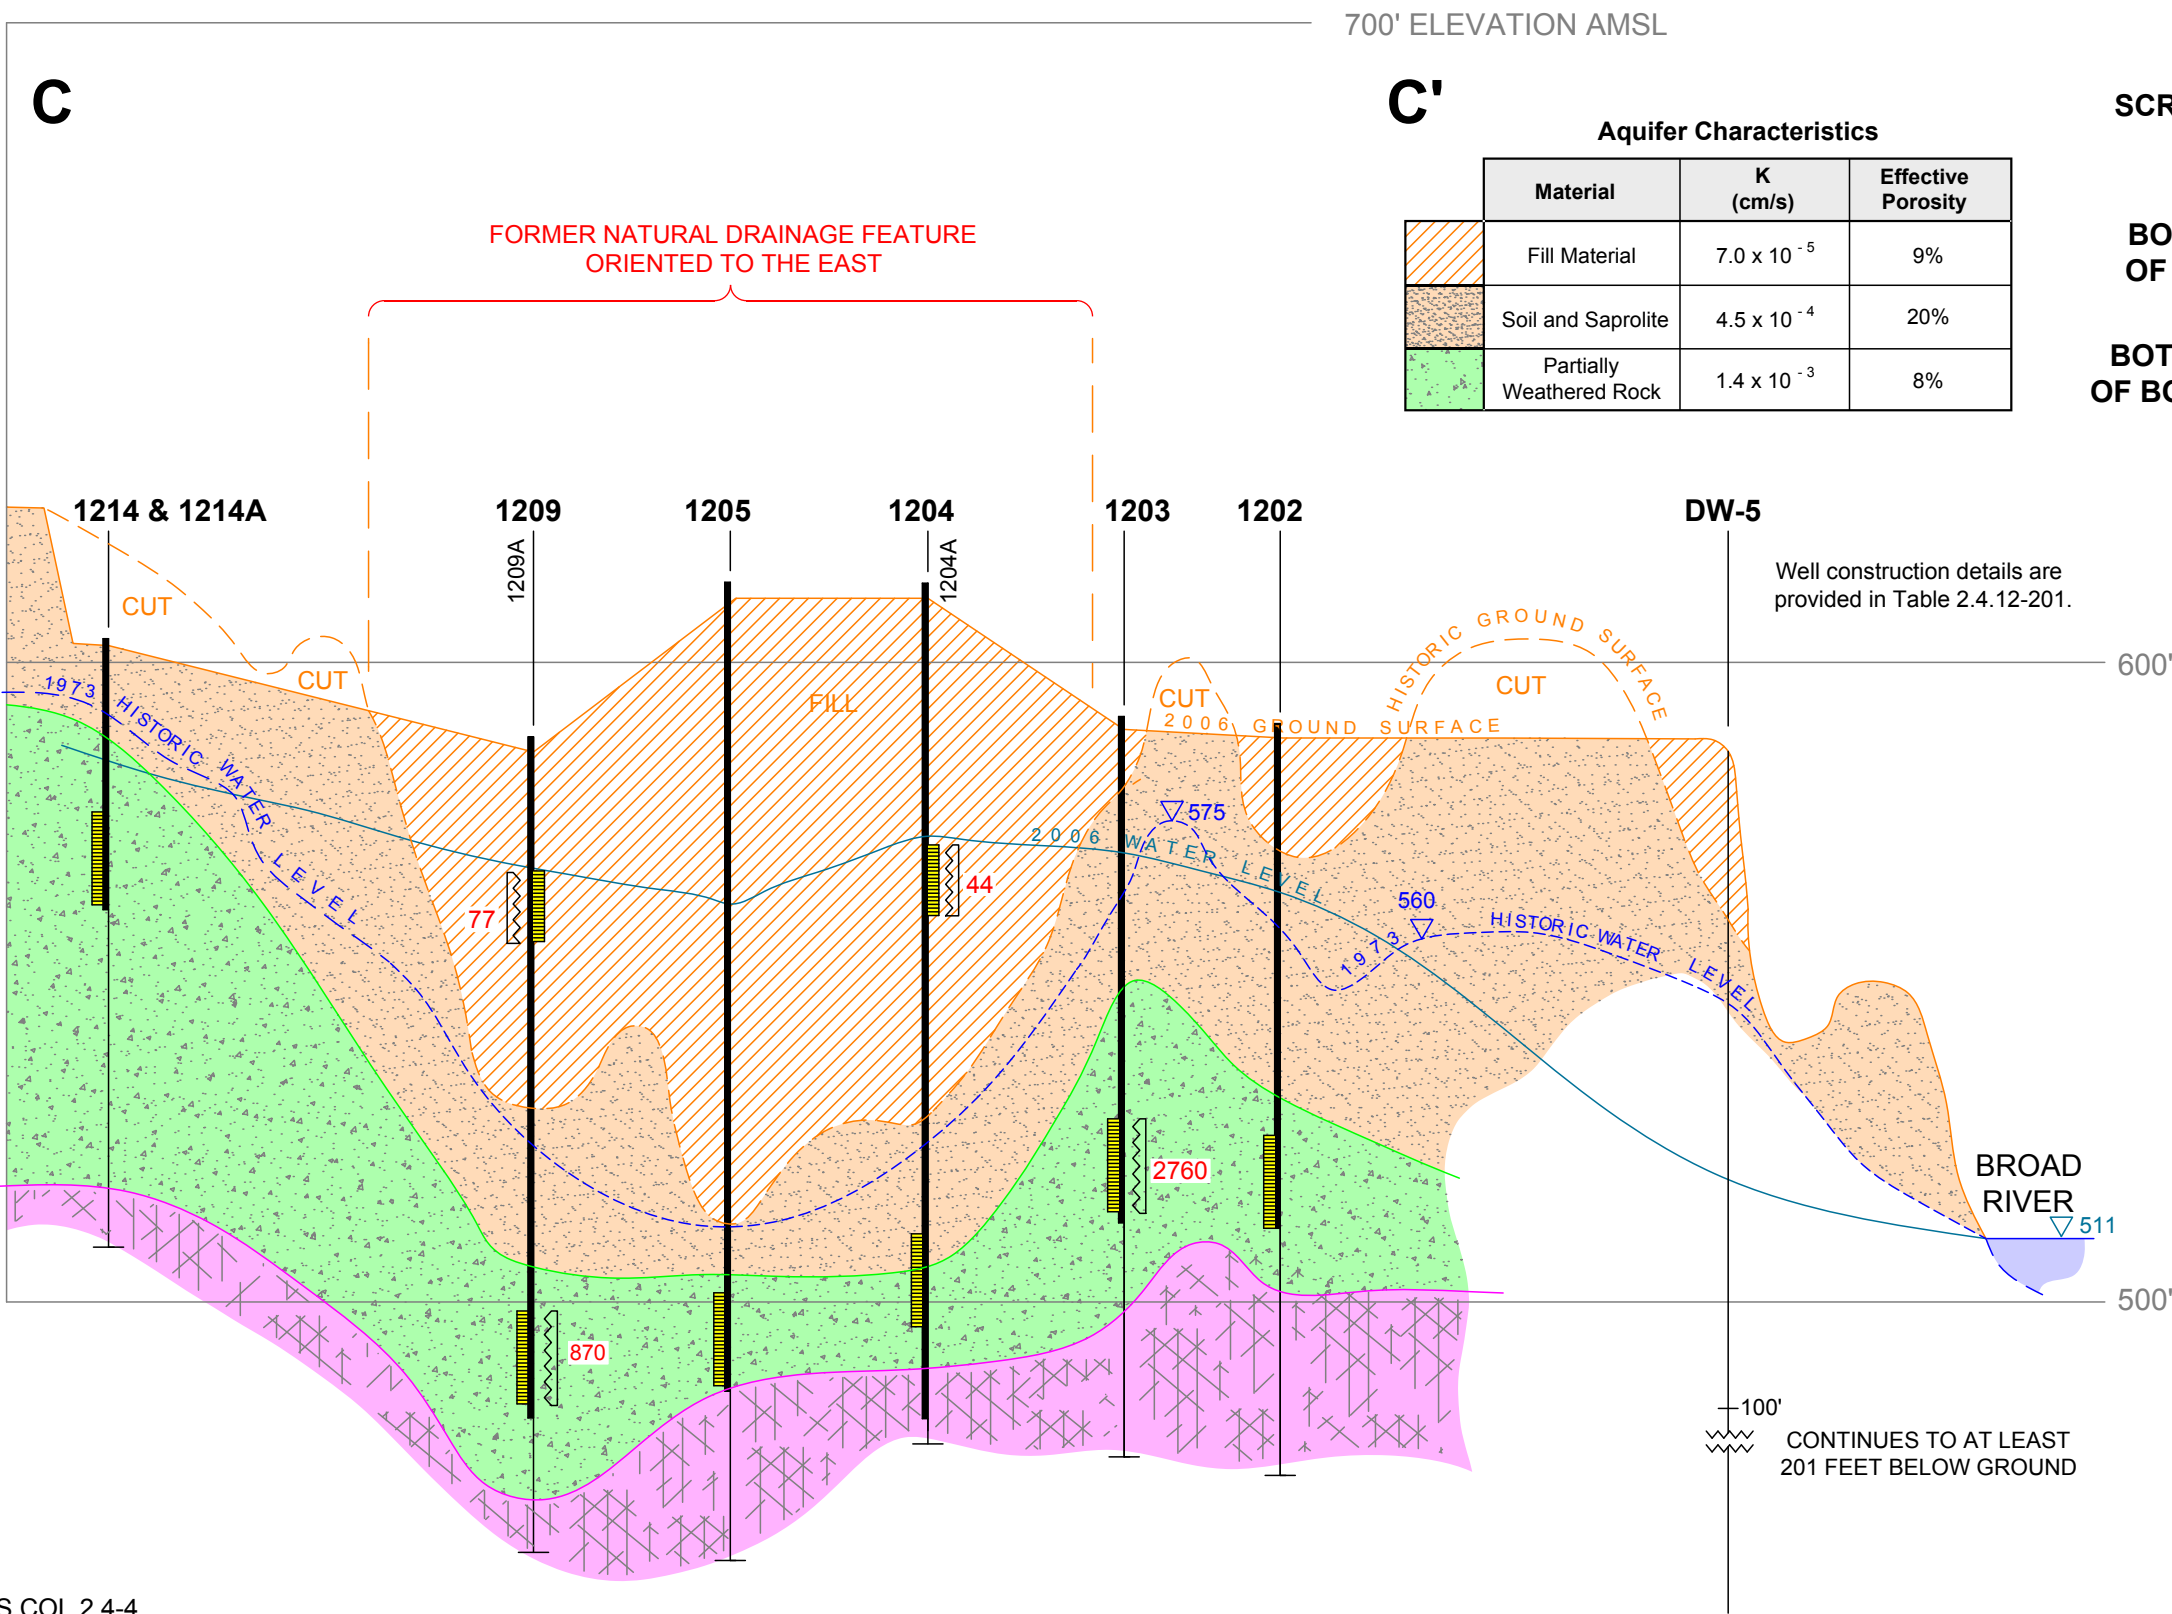 700' ELEVATION AMSL
C
C'
SCR
Aquifer Characteristics
Material
K
(cm/s)
Effective
Porosity
Fill Material
7.0 x 10 - 5
9%
Soil and Saprolite
4.5 x 10 - 4
20%
Partially
Weathered Rock
1.4 x 10 - 3
8%
BO
OF
BOT
OF BO
FORMER NATURAL DRAINAGE FEATURE
ORIENTED TO THE EAST
1214 & 1214A
1209
1205
1204
1203
1202
DW-5
1209A
1204A
Well construction details are
provided in Table 2.4.12-201.
CUT
CUT
FILL
CUT
CUT
HISTORIC GROUND SURFACE
2006 GROUND SURFACE
600'
1973 HISTORIC WATER LEVEL
575
2006 WATER LEVEL
560
1973 HISTORIC WATER LEVEL
77
44
2760
870
BROAD
RIVER
511
500'
100'
CONTINUES TO AT LEAST
201 FEET BELOW GROUND
S COL 2.4-4